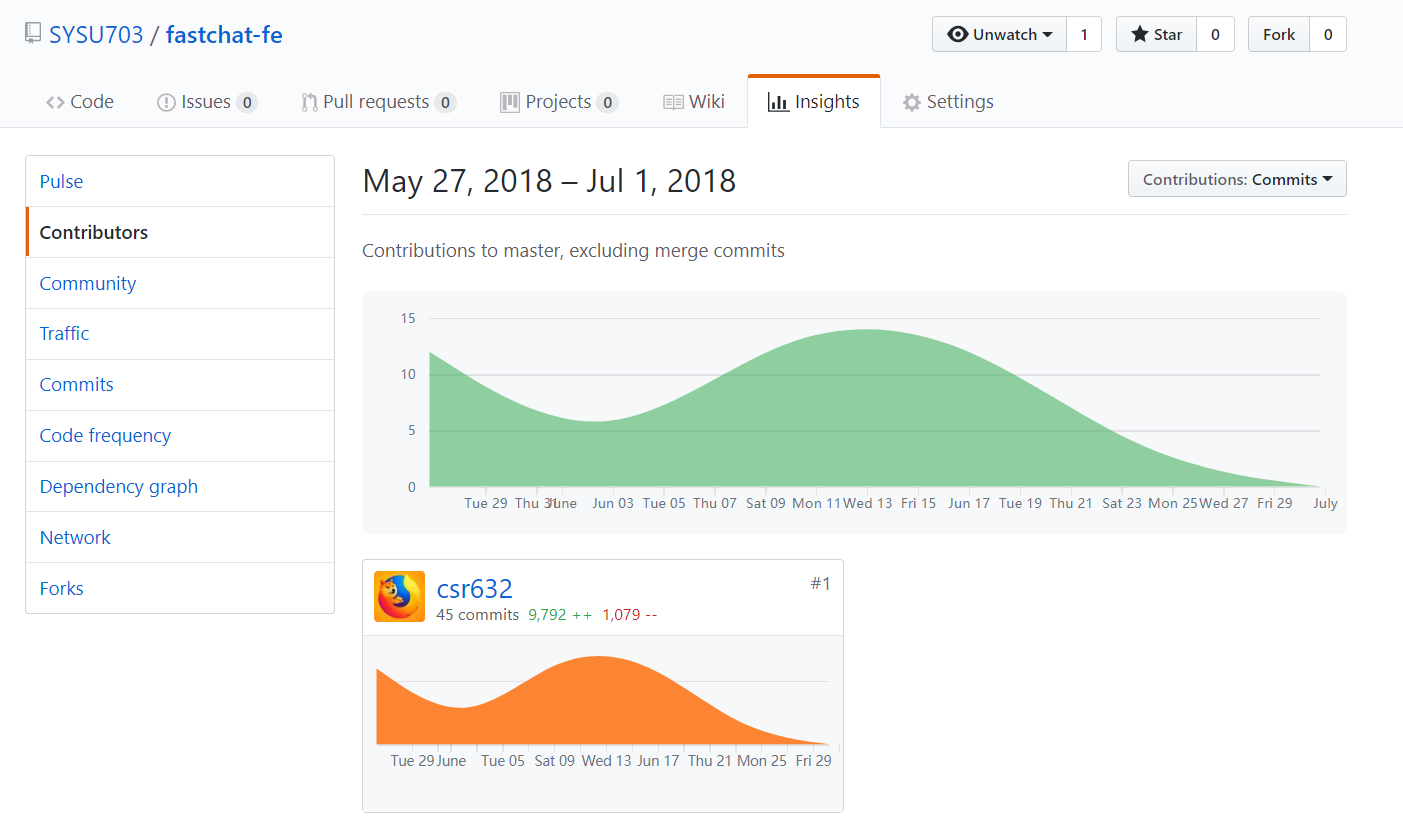 SYSU703 / fastchat-fe
Unwatch 1 Star 0 Fork 0
Code Issues 0 Pull requests 0 Projects 0 Wiki Insights Settings
Pulse
Contributors
Community
Traffic
Commits
Code frequency
Dependency graph
Network
Forks
May 27, 2018 – Jul 1, 2018
Contributions: Commits
Contributions to master, excluding merge commits
15
10
5
0
Tue 29 Thu 31 June Jun 03 Tue 05 Thu 07 Sat 09 Mon 11 Wed 13 Fri 15 Jun 17 Tue 19 Thu 21 Sat 23 Mon 25 Wed 27 Fri 29 July
csr632 #1
45 commits 9,792 ++ 1,079 --
Tue 29 June Tue 05 Sat 09 Wed 13 Jun 17 Thu 21 Mon 25 Fri 29